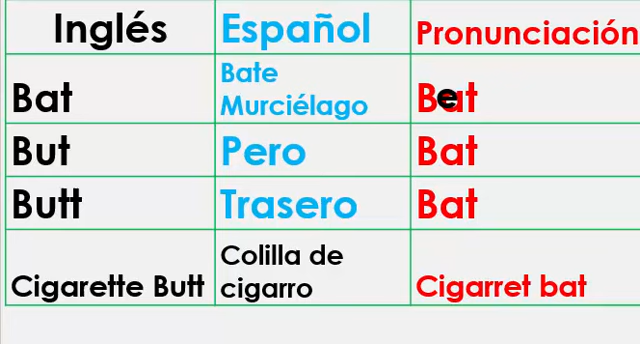 Inglés Español Pronunciación
Bat Bate Murciélago Beat
But Pero Bat
Butt Trasero Bat
Cigarette Butt Colilla de cigarro Cigarret bat